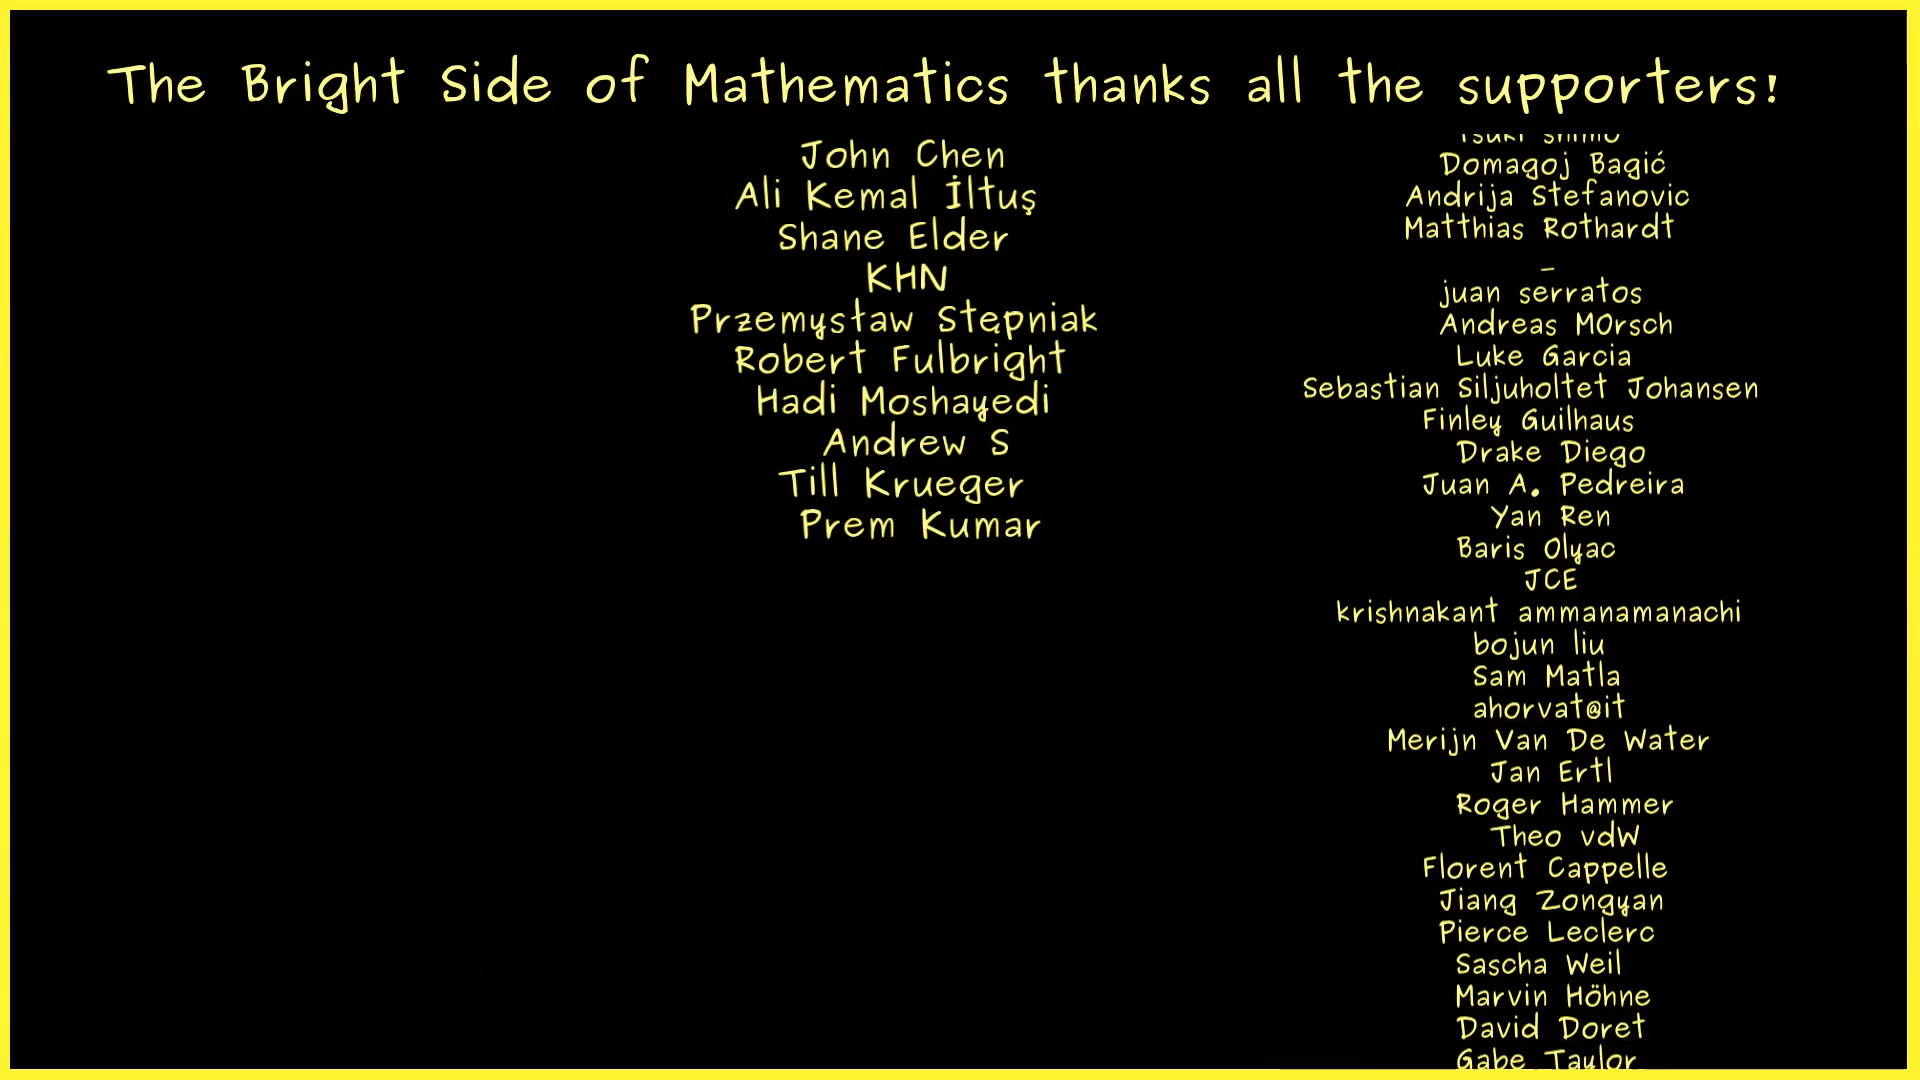 The Bright Side of Mathematics thanks all the supporters!
John Chen
Ali Kemal İltuş
Shane Elder
KHN
Przemysław Stępniak
Robert Fulbright
Hadi Moshayedi
Andrew S
Till Krueger
Prem Kumar
Domagoj Bagić
Andrija Stefanovic
Matthias Rothardt
_
juan serratos
Andreas MOrsch
Luke Garcia
Sebastian Siljuholtet Johansen
Finley Guilhaus
Drake Diego
Juan A. Pedreira
Yan Ren
Baris Olyac
JCE
krishnakant ammanamanachi
bojun liu
Sam Matla
ahorvat@it
Merijn Van De Water
Jan Ertl
Roger Hammer
Theo vdW
Florent Cappelle
Jiang Zongyan
Pierce Leclerc
Sascha Weil
Marvin Höhne
David Doret
Gabe Taylor